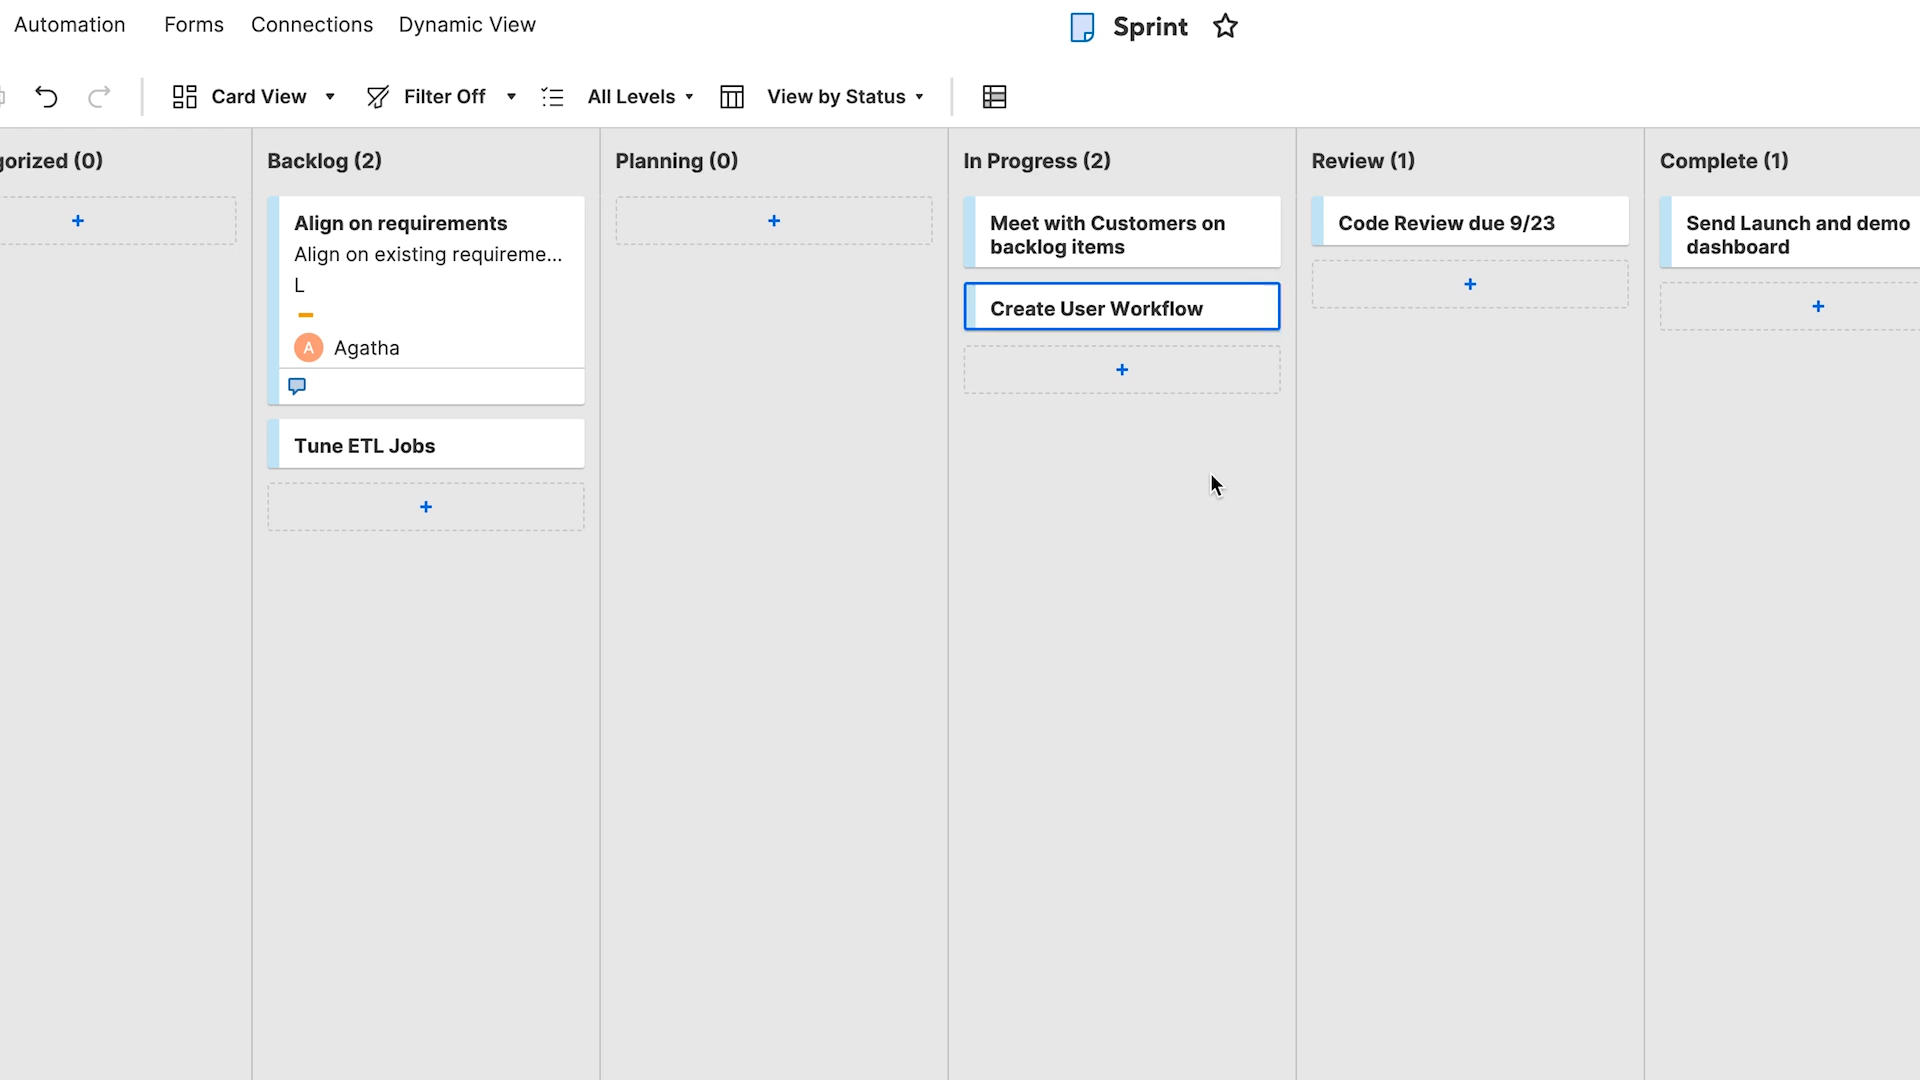 Automation Forms Connections Dynamic View
Sprint
Card View Filter Off All Levels View by Status
gorized (0)
Backlog (2)
Align on requirements
Align on existing requireme...
L
A Agatha
Tune ETL Jobs
Planning (0)
In Progress (2)
Meet with Customers on
backlog items
Create User Workflow
Review (1)
Code Review due 9/23
Complete (1)
Send Launch and demo
dashboard